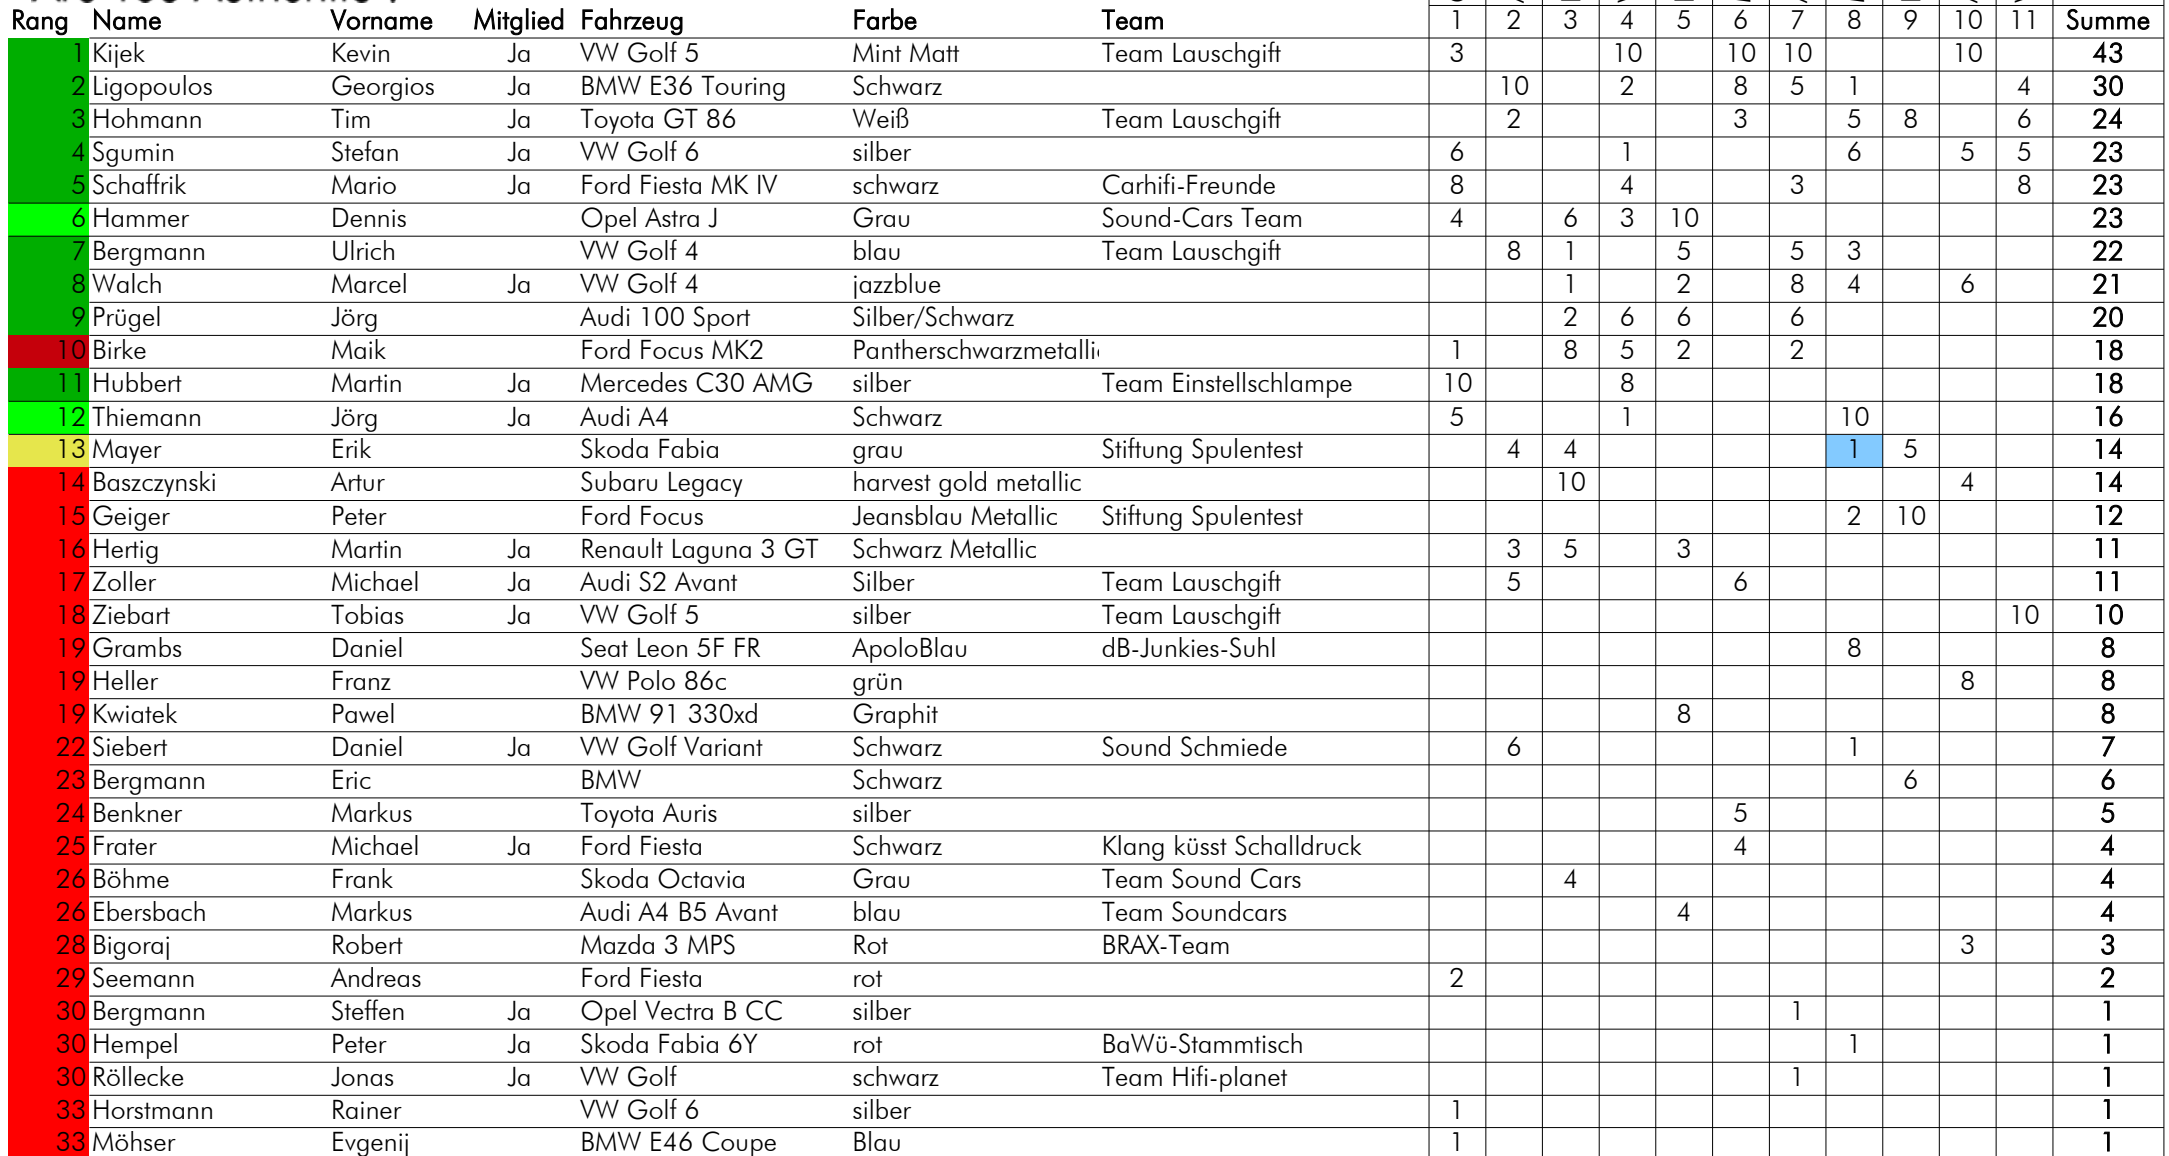 Rang Name Vorname Mitglied Fahrzeug Farbe Team 1 2 3 4 5 6 7 8 9 10 11 Summe
1 Kijek Kevin Ja VW Golf 5 Mint Matt Team Lauschgift 3 10 10 10 10 43
2 Ligopoulos Georgios Ja BMW E36 Touring Schwarz 10 2 8 5 1 4 30
3 Hohmann Tim Ja Toyota GT 86 Weiß Team Lauschgift 2 3 5 8 6 24
4 Sgumin Stefan Ja VW Golf 6 silber 6 1 6 5 5 23
5 Schaffrik Mario Ja Ford Fiesta MK IV schwarz Carhifi-Freunde 8 4 3 8 23
6 Hammer Dennis Opel Astra J Grau Sound-Cars Team 4 6 3 10 23
7 Bergmann Ulrich VW Golf 4 blau Team Lauschgift 8 1 5 5 3 22
8 Walch Marcel Ja VW Golf 4 jazzblue 1 2 8 4 6 21
9 Prügel Jörg Audi 100 Sport Silber/Schwarz 2 6 6 6 20
10 Birke Maik Ford Focus MK2 Pantherschwarzmetalli 1 8 5 2 2 18
11 Hubbert Martin Ja Mercedes C30 AMG silber Team Einstellschlampe 10 8 18
12 Thiemann Jörg Ja Audi A4 Schwarz 5 1 10 16
13 Mayer Erik Skoda Fabia grau Stiftung Spulentest 4 4 1 5 14
14 Baszczynski Artur Subaru Legacy harvest gold metallic 10 4 14
15 Geiger Peter Ford Focus Jeansblau Metallic Stiftung Spulentest 2 10 12
16 Hertig Martin Ja Renault Laguna 3 GT Schwarz Metallic 3 5 3 11
17 Zoller Michael Ja Audi S2 Avant Silber Team Lauschgift 5 6 11
18 Ziebart Tobias Ja VW Golf 5 silber Team Lauschgift 10 10
19 Grambs Daniel Seat Leon 5F FR ApoloBlau dB-Junkies-Suhl 8 8
19 Heller Franz VW Polo 86c grün 8 8
19 Kwiatek Pawel BMW 91 330xd Graphit 8 8
22 Siebert Daniel Ja VW Golf Variant Schwarz Sound Schmiede 6 1 7
23 Bergmann Eric BMW Schwarz 6 6
24 Benkner Markus Toyota Auris silber 5 5
25 Frater Michael Ja Ford Fiesta Schwarz Klang küsst Schalldruck 4 4
26 Böhme Frank Skoda Octavia Grau Team Sound Cars 4 4
26 Ebersbach Markus Audi A4 B5 Avant blau Team Soundcars 4 4
28 Bigoraj Robert Mazda 3 MPS Rot BRAX-Team 3 3
29 Seemann Andreas Ford Fiesta rot 2 2
30 Bergmann Steffen Ja Opel Vectra B CC silber 1 1
30 Hempel Peter Ja Skoda Fabia 6Y rot BaWü-Stammtisch 1 1
30 Röllecke Jonas Ja VW Golf schwarz Team Hifi-planet 1 1
33 Horstmann Rainer VW Golf 6 silber 1 1
33 Möhser Evgenij BMW E46 Coupe Blau 1 1